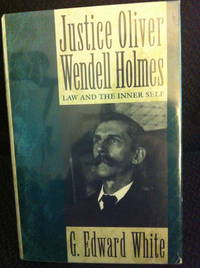 Justice Oliver
Wendell Holmes
LAW AND THE INNER SELF
G. Edward White